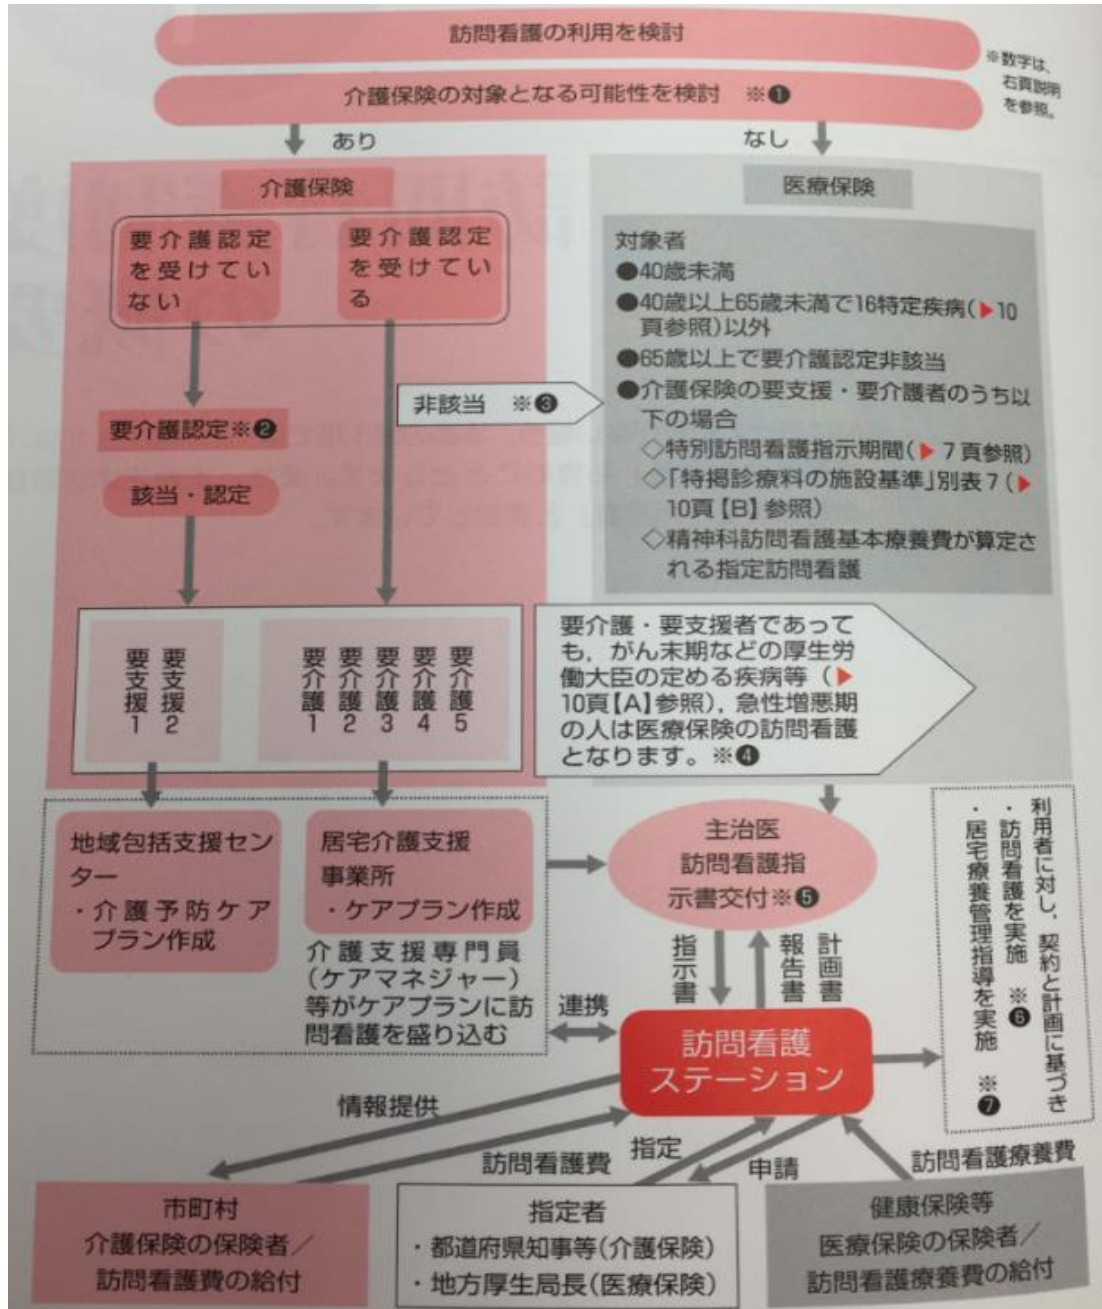 訪問看護の利用を検討
※数字は、
右頁説明
を参照。
介護保険の対象となる可能性を検討 ※❶
あり
なし
介護保険
要介護認定
を受けてい
ない
要介護認定
を受けてい
る
要介護認定※❷
該当・認定
非該当 ※❸
医療保険
対象者
●40歳未満
●40歳以上65歳未満で16特定疾病(▶10
頁参照)以外
●65歳以上で要介護認定非該当
●介護保険の要支援・要介護者のうち以
下の場合
◇特別訪問看護指示期間(▶7頁参照)
◇「特掲診療料の施設基準」別表7(▶
10頁【B】参照)
◇精神科訪問看護基本療養費が算定さ
れる指定訪問看護
要支援1
要支援2
要介護1
要介護2
要介護3
要介護4
要介護5
要介護・要支援者であって
も,がん末期などの厚生労
働大臣の定める疾病等(▶
10頁【A】参照),急性増悪期
の人は医療保険の訪問看護
となります。※❹
地域包括支援セン
ター
・介護予防ケア
プラン作成
居宅介護支援
事業所
・ケアプラン作成
介護支援専門員
(ケアマネジャー)
等がケアプランに訪
問看護を盛り込む
主治医
訪問看護指
示書交付※❺
利用者に対し,契約と計画に基づき
・訪問看護を実施 ※❻
・居宅療養管理指導を実施 ※❼
指示書
報告書
計画書
連携
訪問看護
ステーション
情報提供
訪問看護費
指定
申請
訪問看護療養費
市町村
介護保険の保険者/
訪問看護費の給付
指定者
・都道府県知事等(介護保険)
・地方厚生局長(医療保険)
健康保険等
医療保険の保険者/
訪問看護療養費の給付